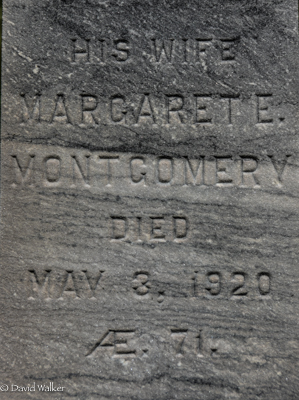 HIS WIFE
MARGARET E.
MONTGOMERY
DIED
MAY 3, 1920
Æ. 71.
© David Walker